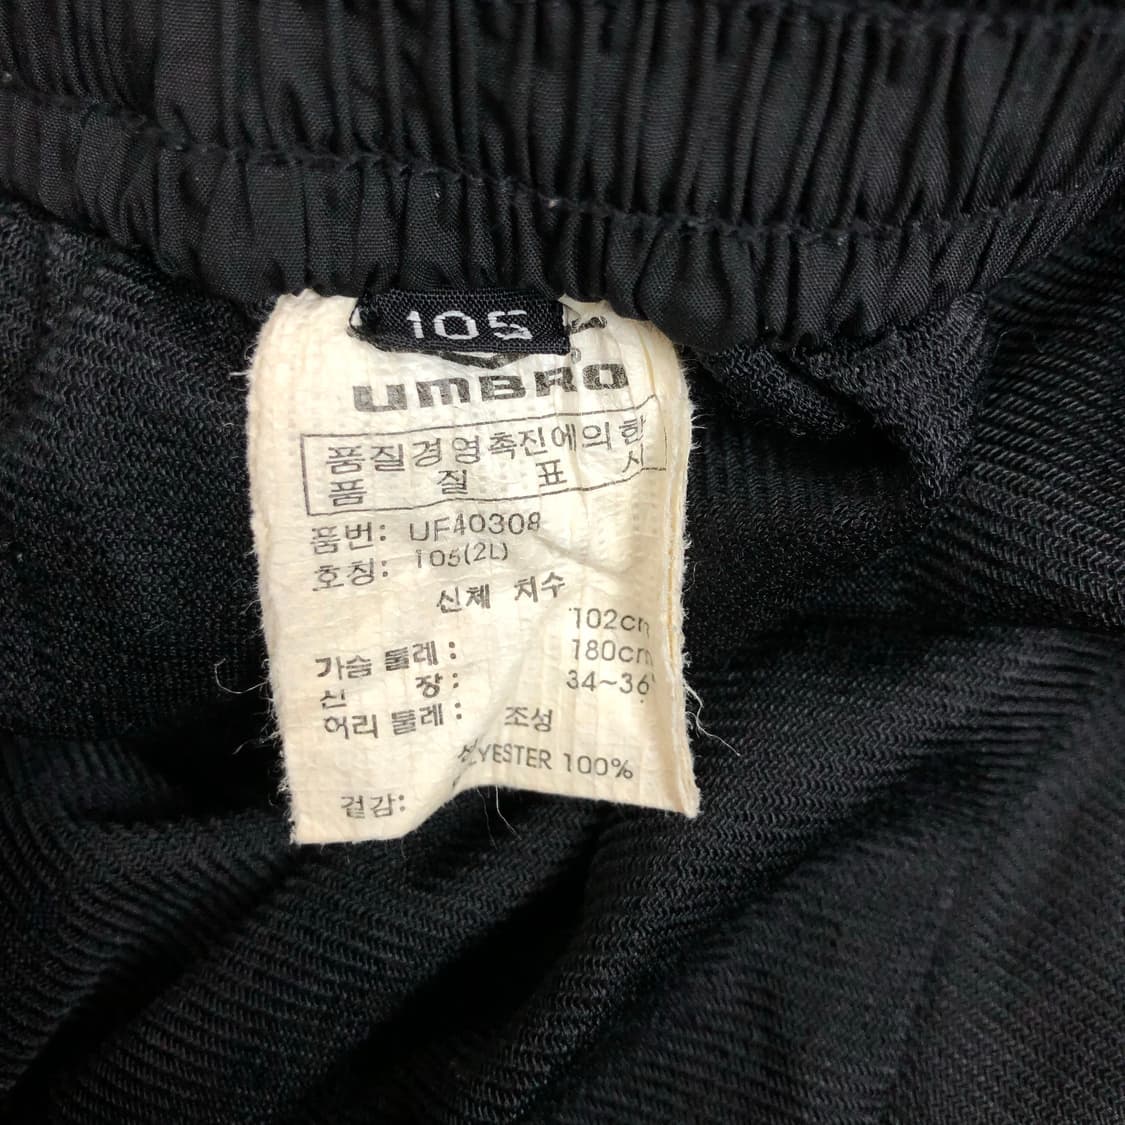 105
umBRO
품질경영촉진에의한
품 질 표 시
품번: UF40308
호칭: 105(2L)
신체 치수
가슴 둘레: 102cm
신 장: 180cm
허리 둘레: 34~36
조성
겉감: POLYESTER 100%